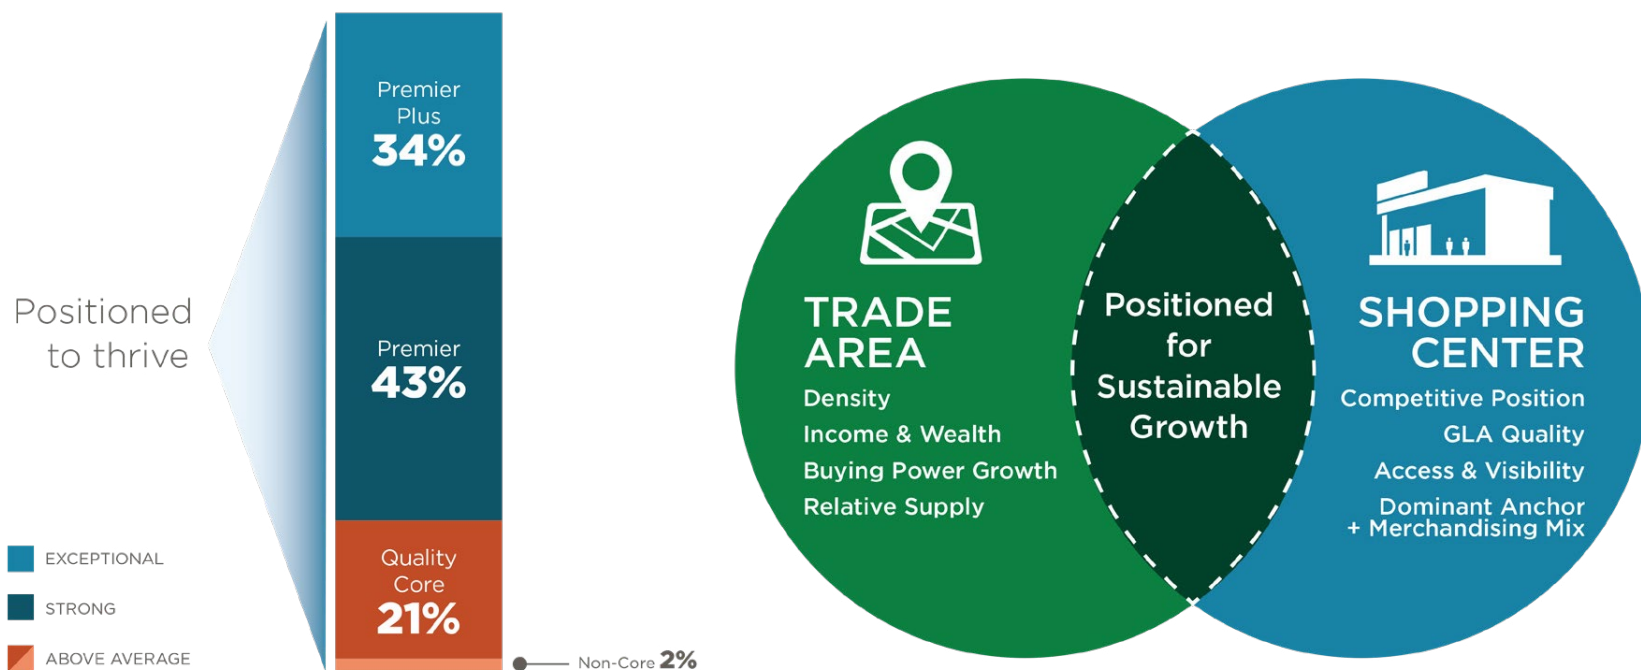 Positioned
to thrive
Premier
Plus
34%
Premier
43%
Quality
Core
21%
Non-Core 2%
EXCEPTIONAL
STRONG
ABOVE AVERAGE
TRADE
AREA
Density
Income & Wealth
Buying Power Growth
Relative Supply
Positioned
for
Sustainable
Growth
SHOPPING
CENTER
Competitive Position
GLA Quality
Access & Visibility
Dominant Anchor
+ Merchandising Mix